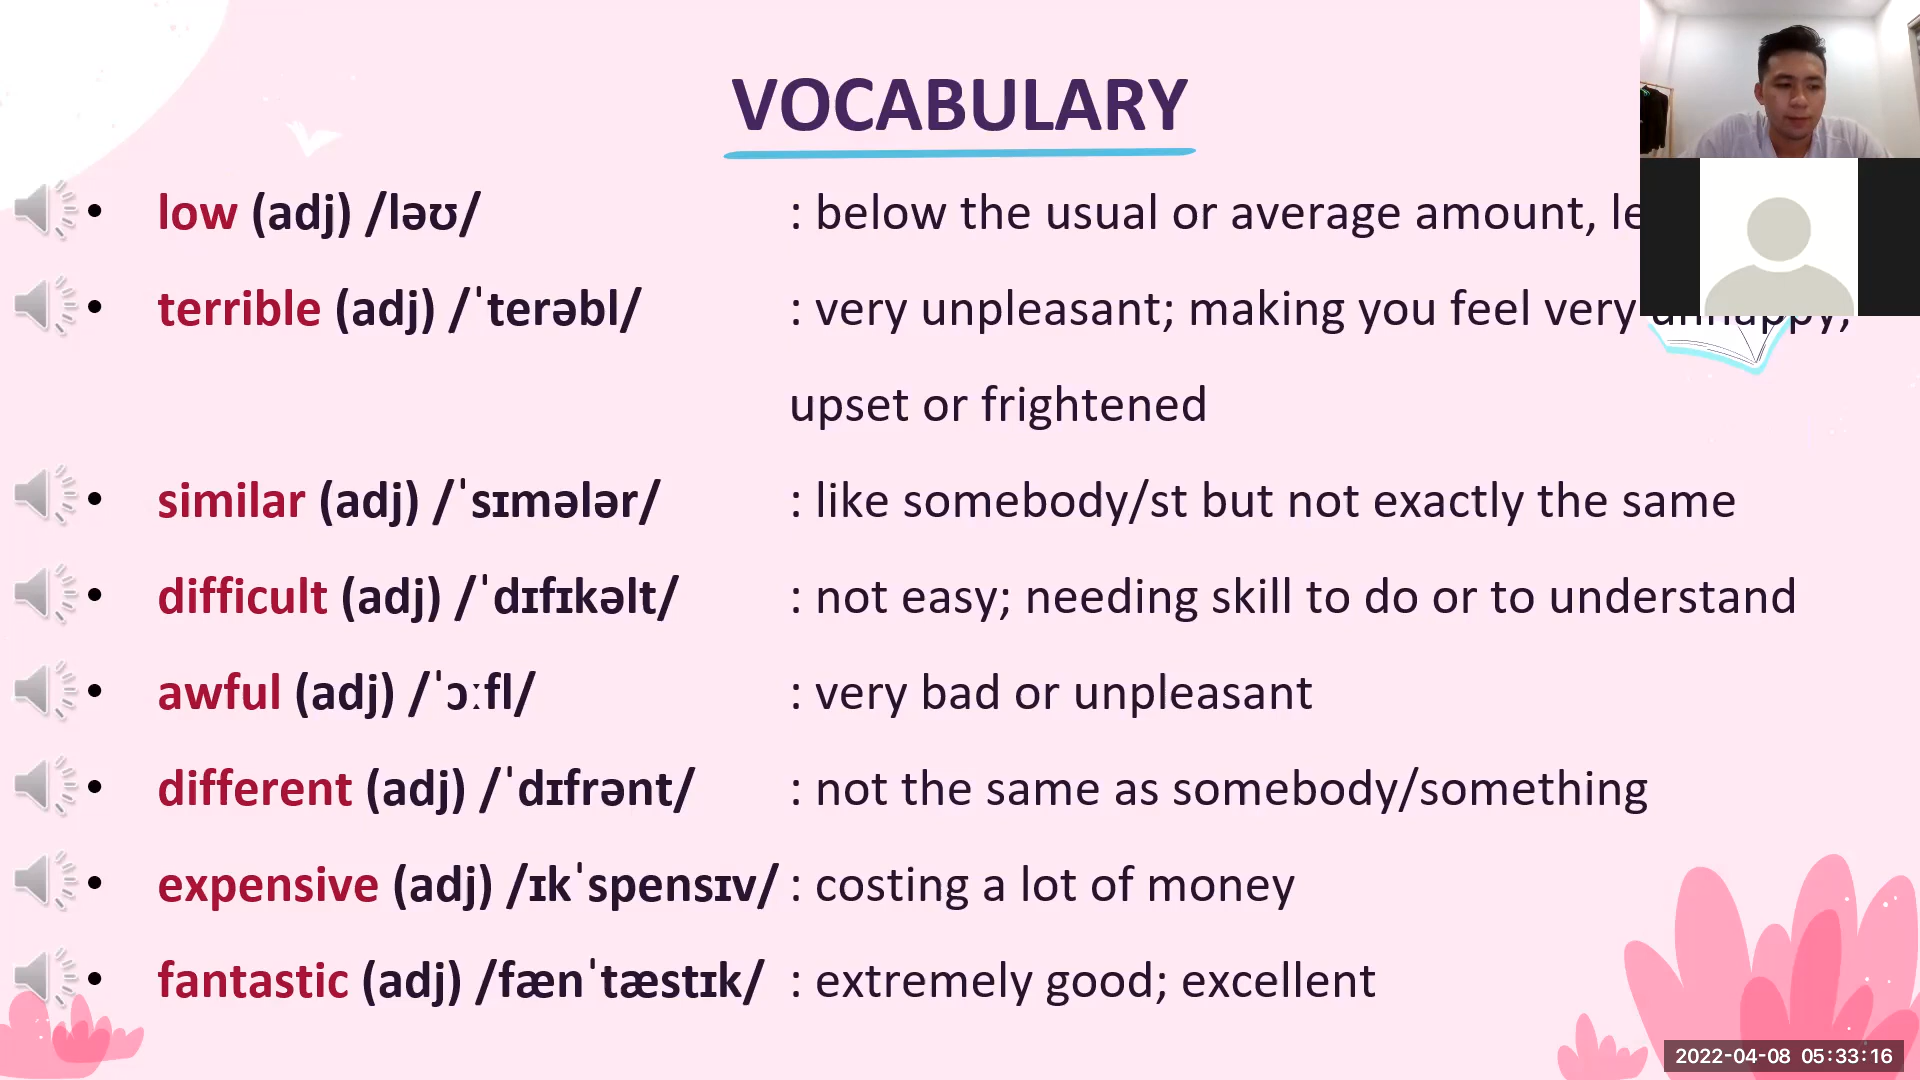 VOCABULARY
• low (adj) /ləʊ/ : below the usual or average amount,
• terrible (adj) /ˈterəbl/ : very unpleasant; making you feel very unhappy,
upset or frightened
• similar (adj) /ˈsɪmələr/ : like somebody/st but not exactly the same
• difficult (adj) /ˈdɪfɪkəlt/ : not easy; needing skill to do or to understand
• awful (adj) /ˈɔːfl/ : very bad or unpleasant
• different (adj) /ˈdɪfrənt/ : not the same as somebody/something
• expensive (adj) /ɪkˈspensɪv/ : costing a lot of money
• fantastic (adj) /fænˈtæstɪk/ : extremely good; excellent
2022-04-08 05:33:16